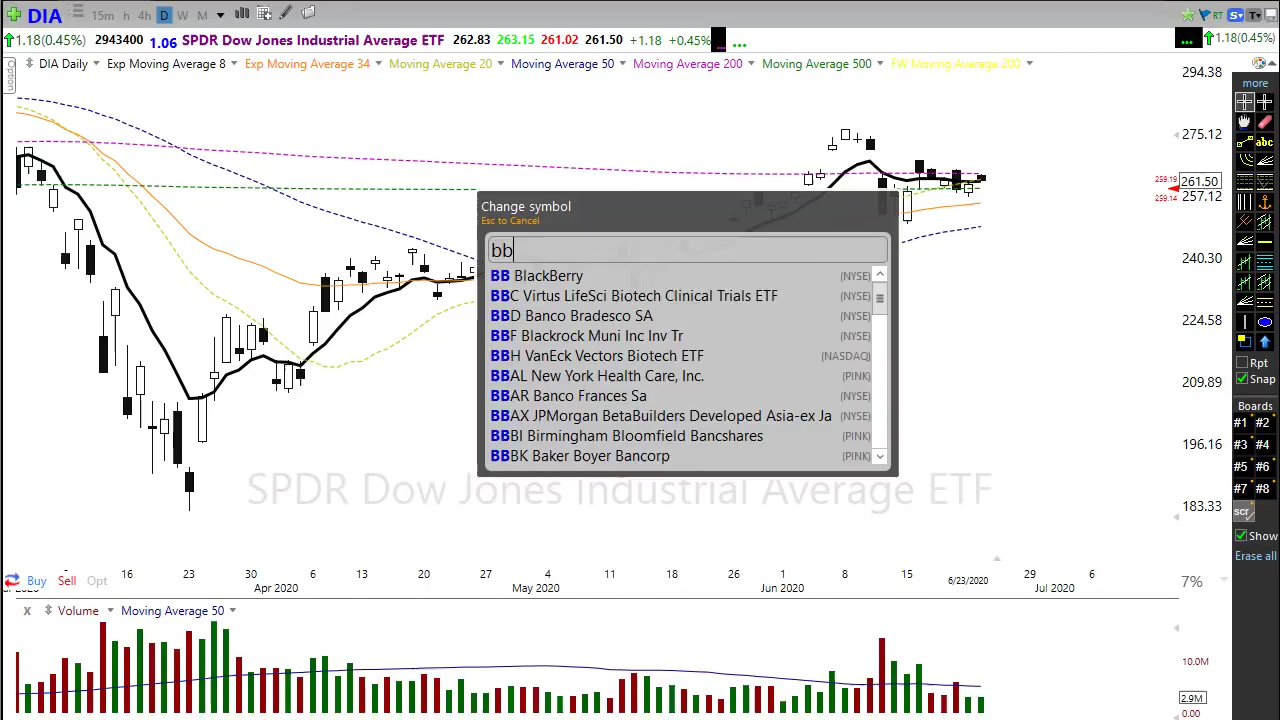 DIA 15m h 4h D W M RT S T
1.18(0.45%) 2943400 1.06 SPDR Dow Jones Industrial Average ETF 262.83 263.15 261.02 261.50 +1.18 +0.45% ... ... 1.18(0.45%)
Option DIA Daily Exp Moving Average 8 Exp Moving Average 34 Moving Average 20 Moving Average 50 Moving Average 200 Moving Average 500 FW Moving Average 200
294.38
more
275.12
abc
259.19
261.50
259.14
257.12
Change symbol
Esc to Cancel
bb
BB BlackBerry (NYSE)
BBC Virtus LifeSci Biotech Clinical Trials ETF (NYSE)
BBD Banco Bradesco SA (NYSE)
BBF Blackrock Muni Inc Inv Tr (NYSE)
BBH VanEck Vectors Biotech ETF (NASDAQ)
BBAL New York Health Care, Inc. (PINK)
BBAR Banco Frances Sa (NYSE)
BBAX JPMorgan BetaBuilders Developed Asia-ex Ja (NYSE)
BBBI Birmingham Bloomfield Bancshares (PINK)
BBBK Baker Boyer Bancorp (PINK)
240.30
224.58
209.89
196.16
183.33
SPDR Dow Jones Industrial Average ETF
Rpt
Snap
Boards
#1 #2
#3 #4
#5 #6
#7 #8
scr
Show
Erase all
16 23 30 6 13 20 27 4 11 18 26 1 8 15 6/23/2020 29 6
Apr 2020 May 2020 Jun 2020 Jul 2020
Buy Sell Opt
7%
X Volume Moving Average 50
10.0M
2.9M
0.00